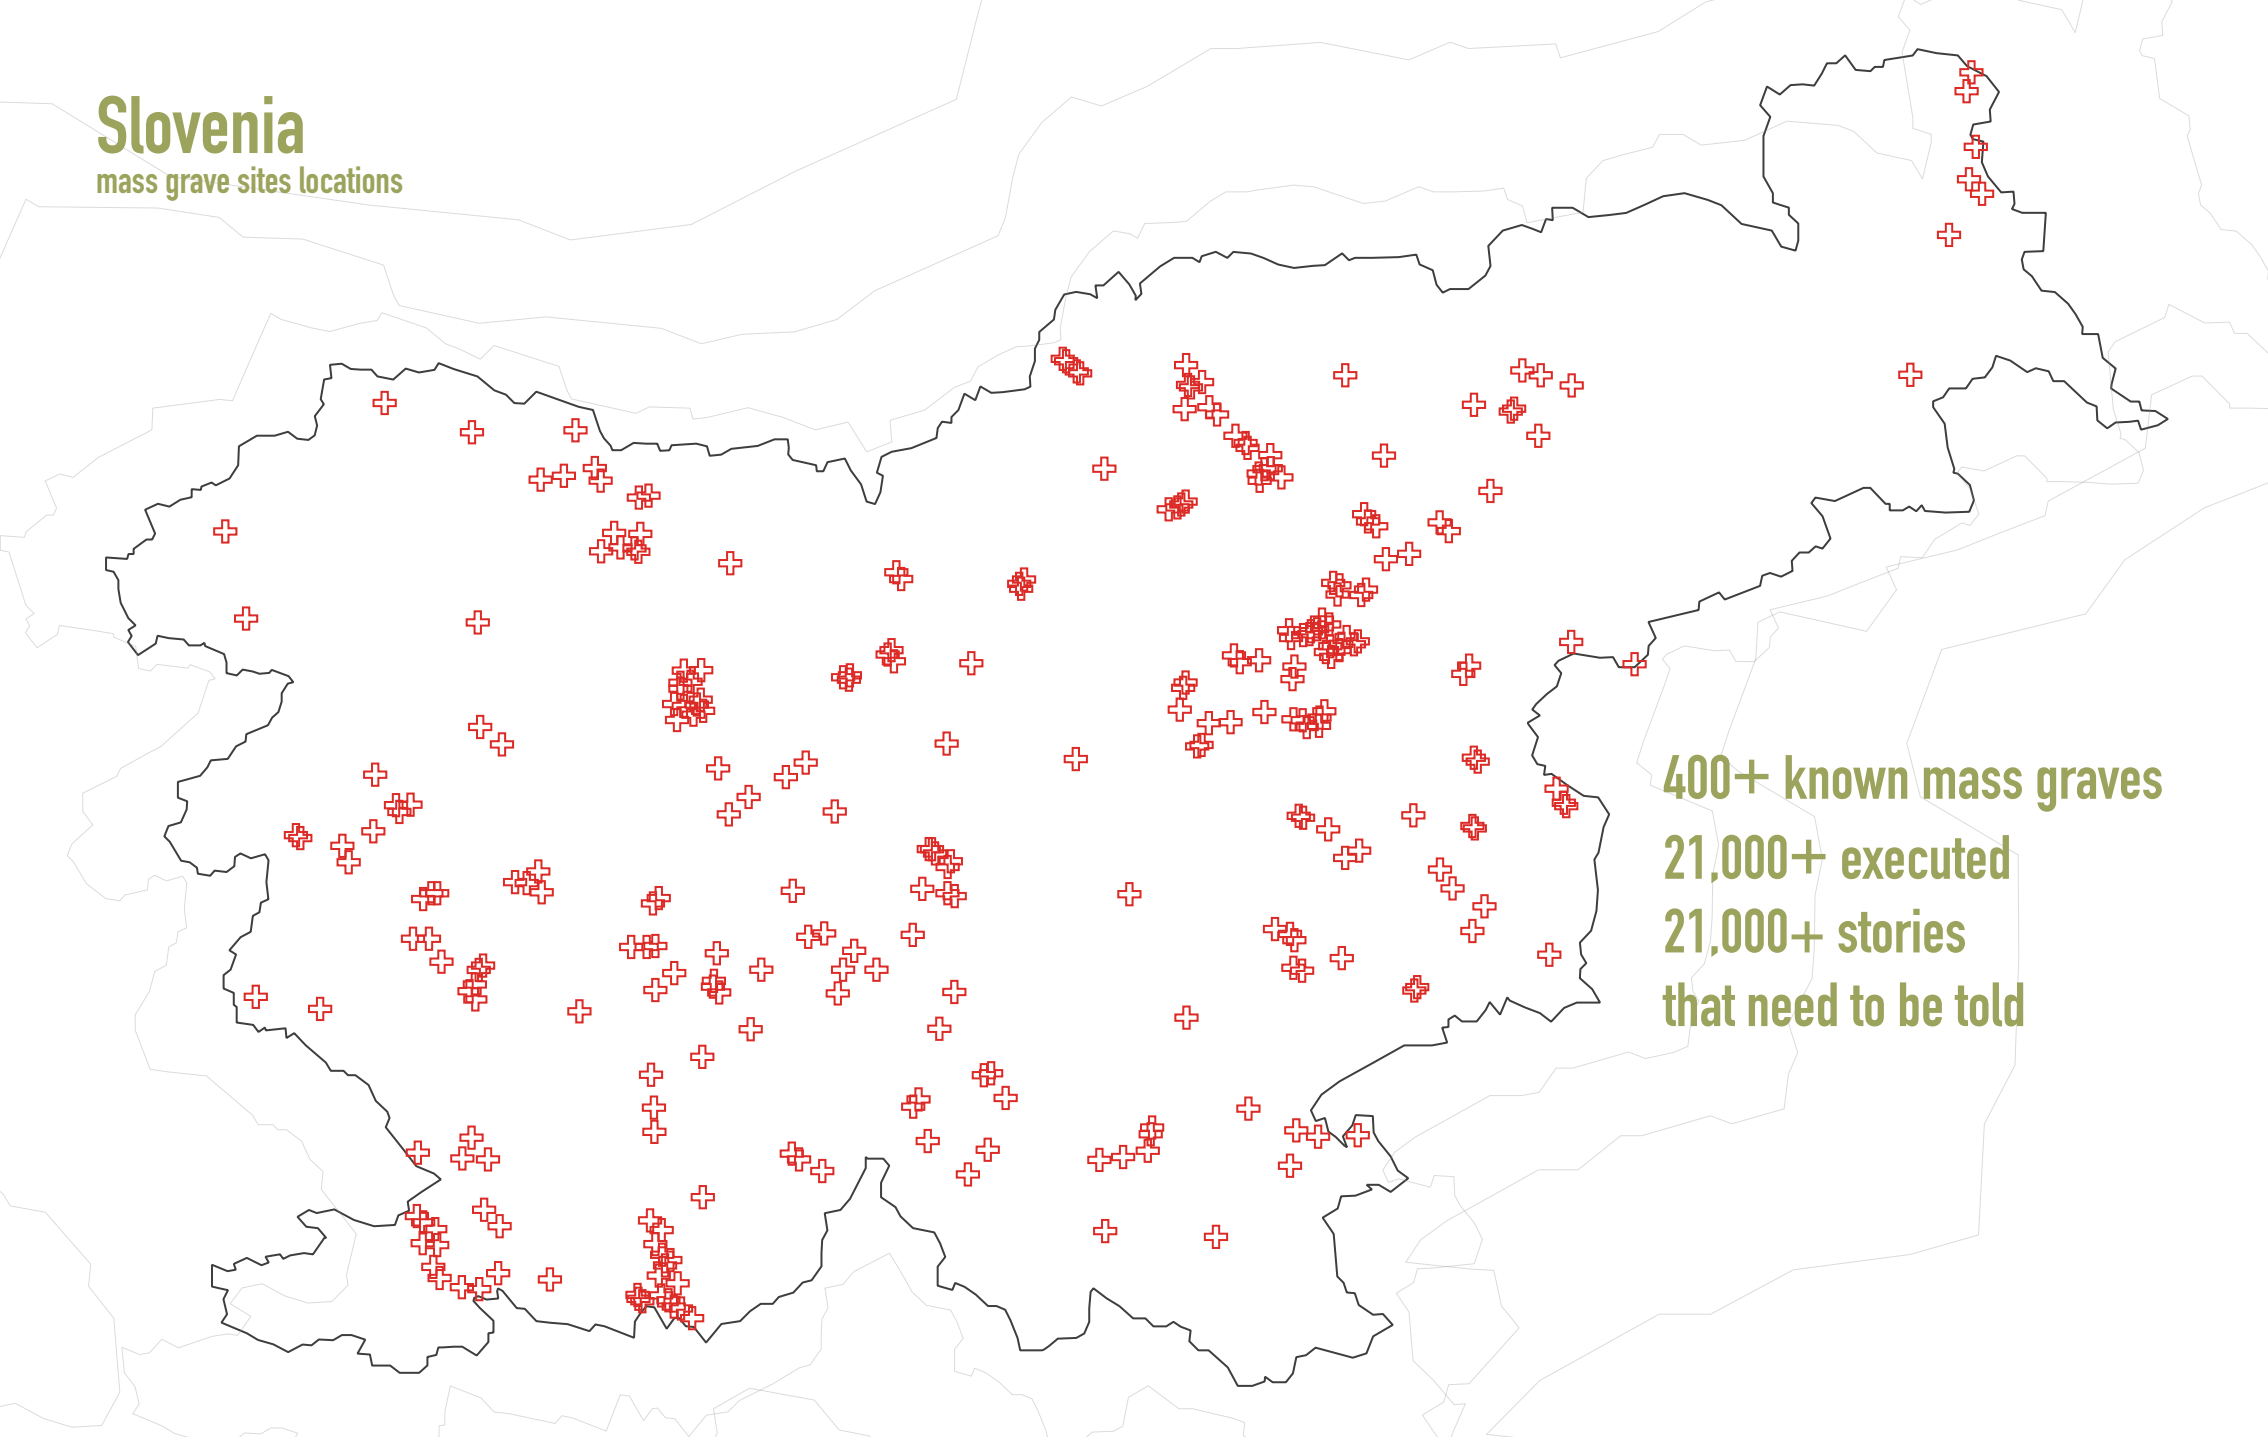 Slovenia
mass grave sites locations
400+ known mass graves
21,000+ executed
21,000+ stories
that need to be told